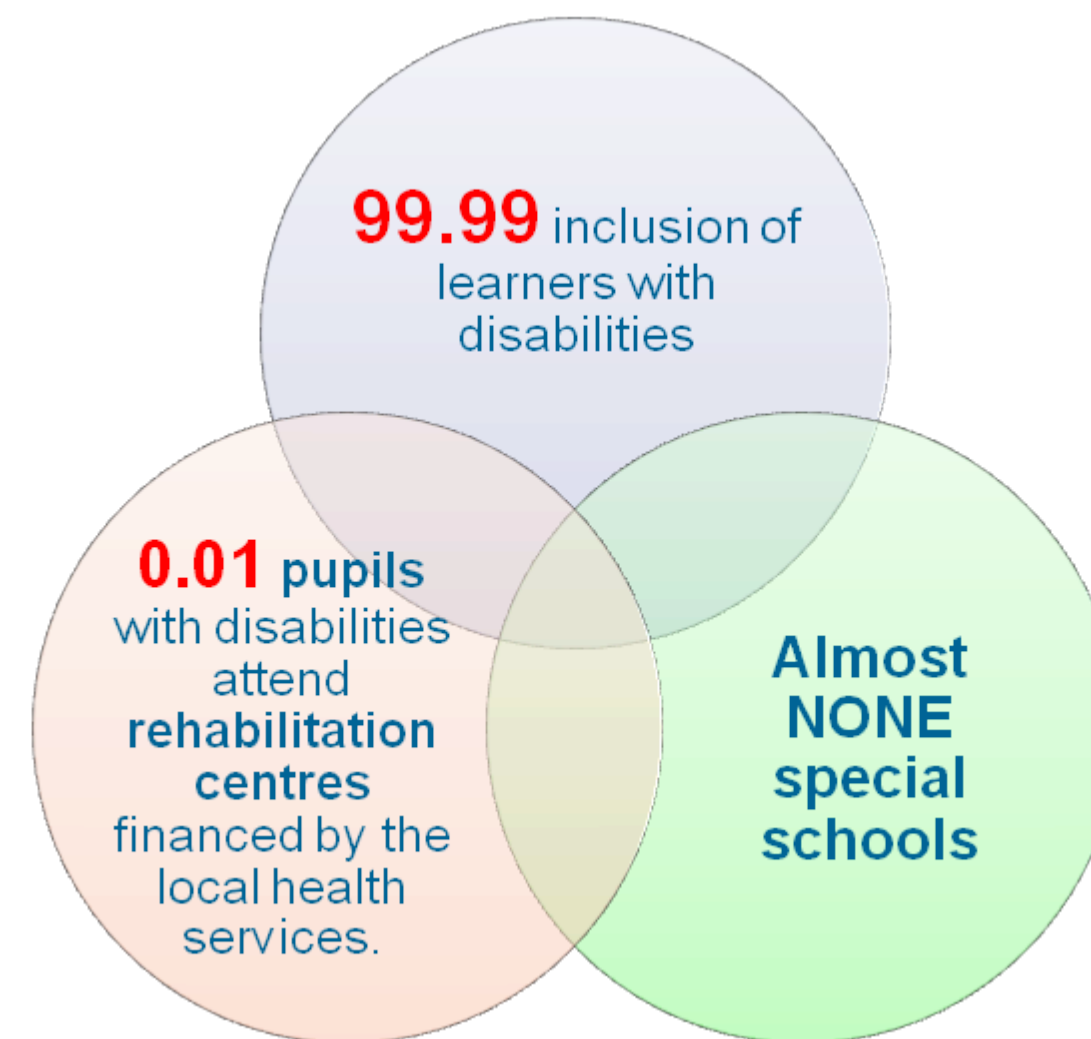 99.99 inclusion of
learners with
disabilities
0.01 pupils
with disabilities
attend
rehabilitation
centres
financed by the
local health
services.
Almost
NONE
special
schools